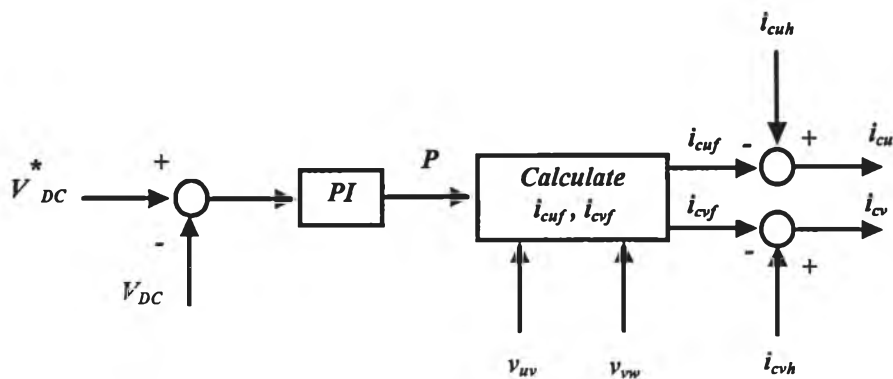 i_cuh
i_cuf - + i_cu
V*_DC + PI P Calculate
i_cuf , i_cvf i_cvf i_cv
- - +
V_DC
v_uv v_vw i_cvh